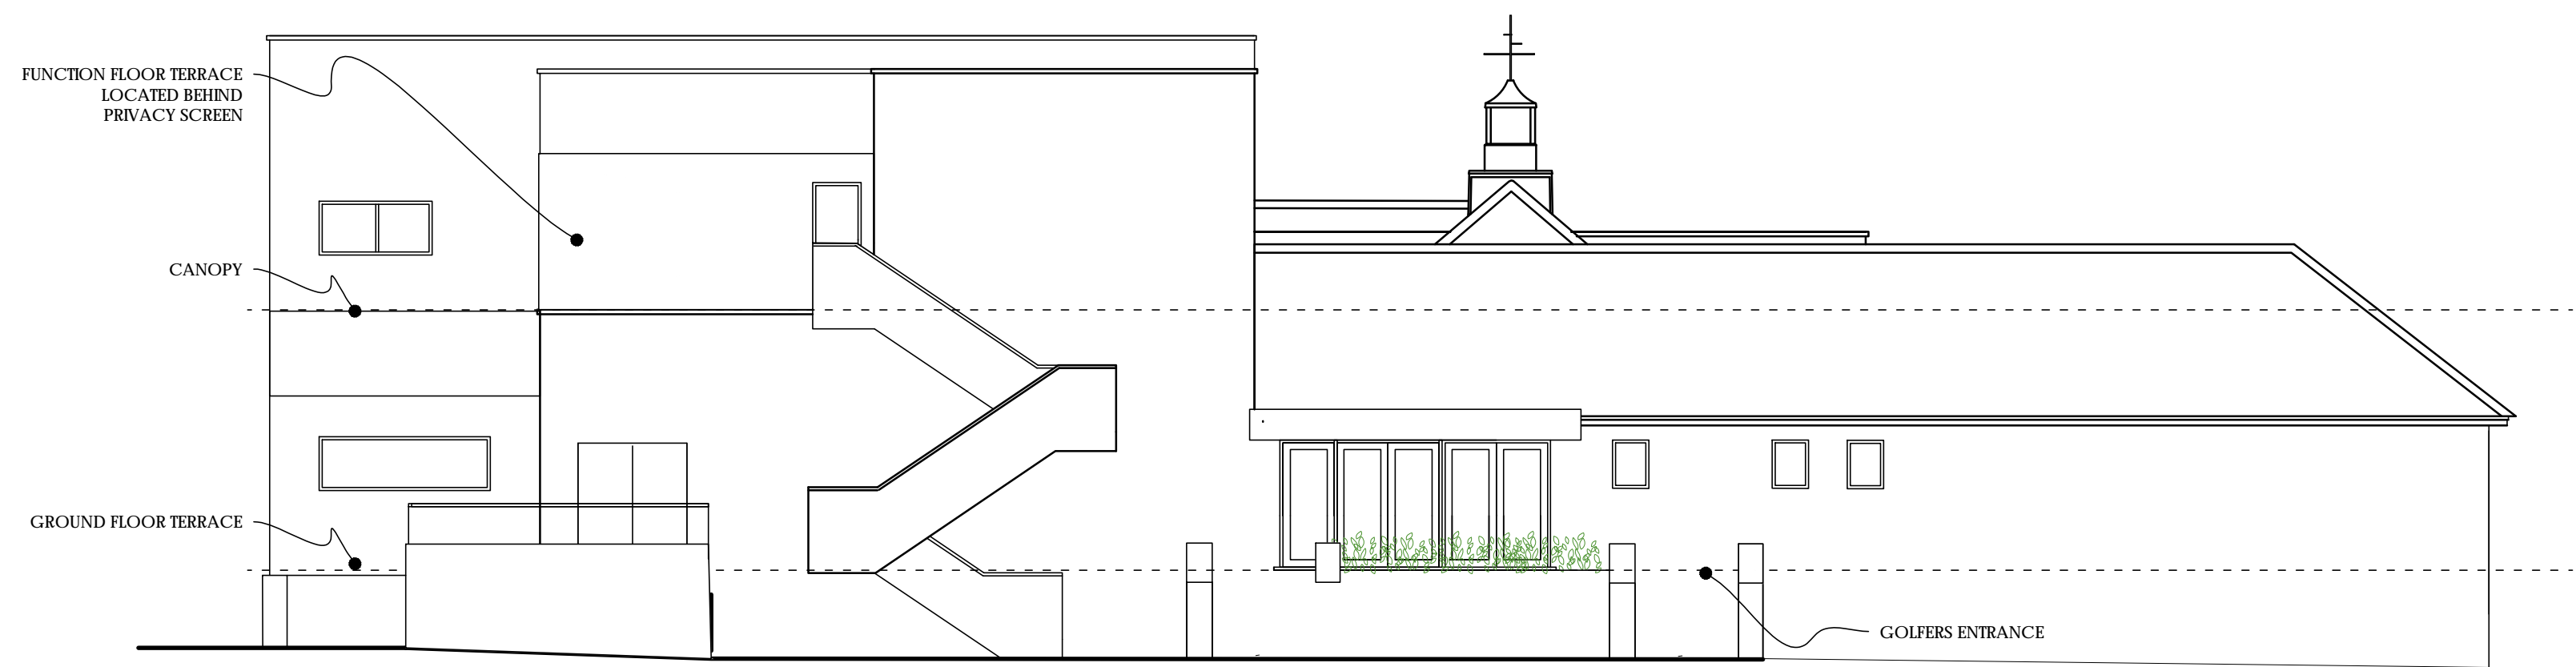 FUNCTION FLOOR TERRACE
LOCATED BEHIND
PRIVACY SCREEN
CANOPY
GROUND FLOOR TERRACE
GOLFERS ENTRANCE